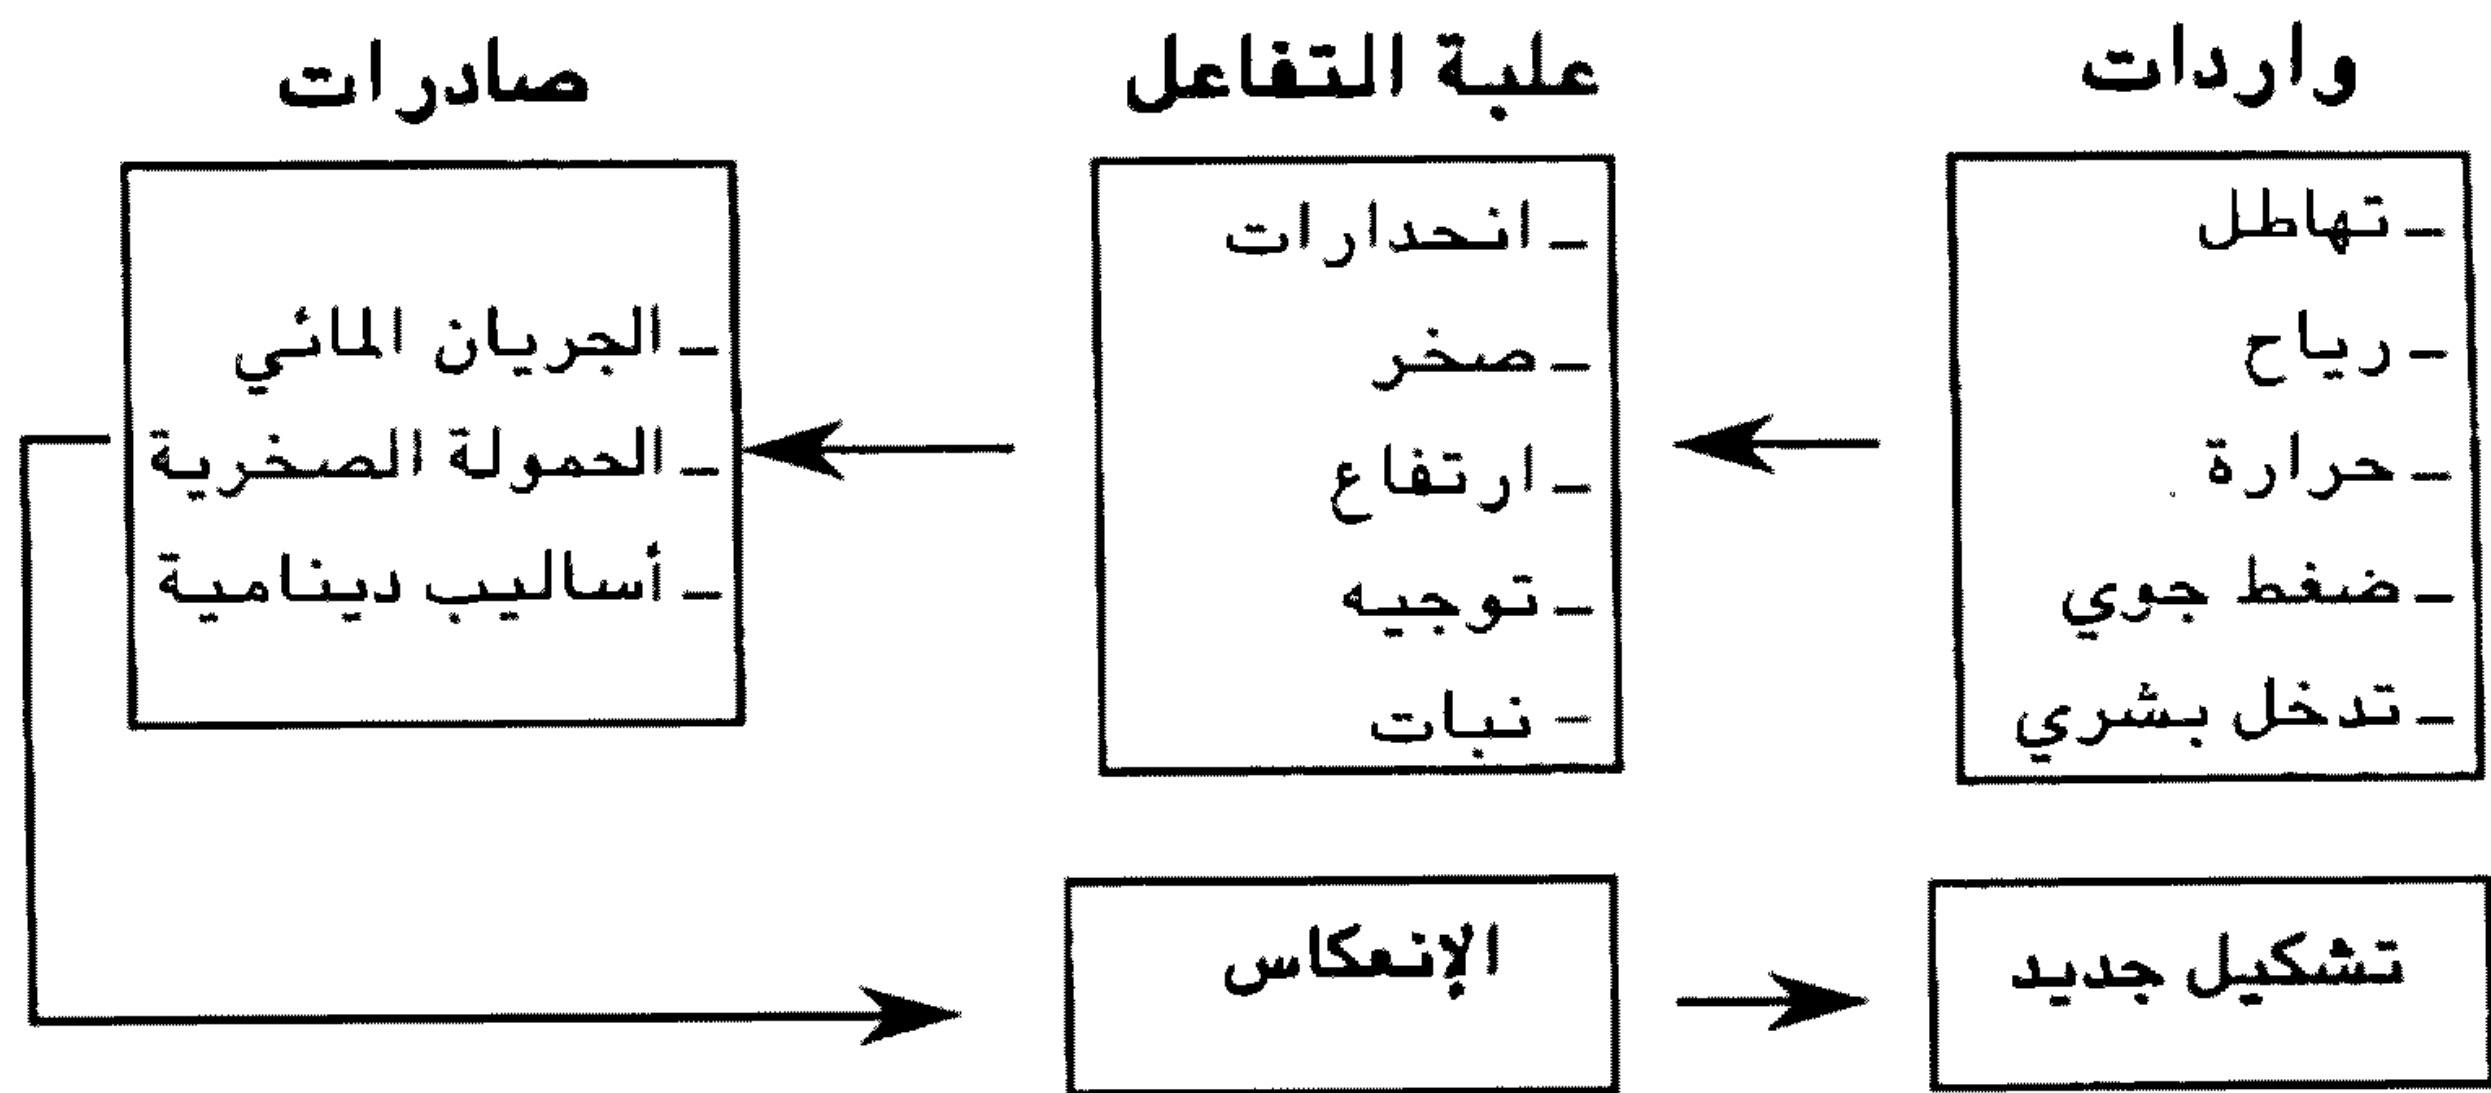 واردات
- تهاطل
- رياح
- حرارة
- ضغط جوي
- تدخل بشري
علبة التفاعل
- انحدارات
- صخر
- ارتفاع
- توجيه
- نبات
صادرات
- الجريان المائي
- الحمولة الصخرية
- أساليب دينامية
الإنعكاس
تشكيل جديد